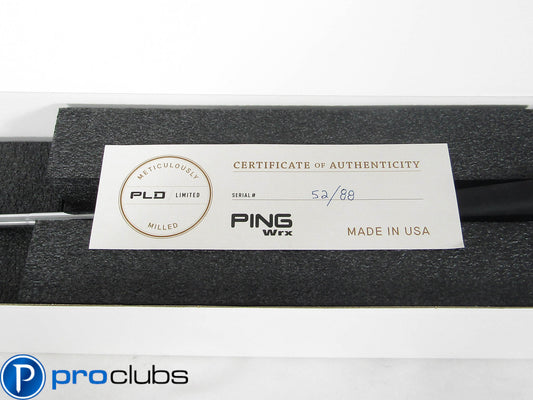 METICULOUSLY
PLD LIMITED
MILLED
CERTIFICATE OF AUTHENTICITY
SERIAL# 52/88
PING
Wrx
MADE IN USA
P proclubs